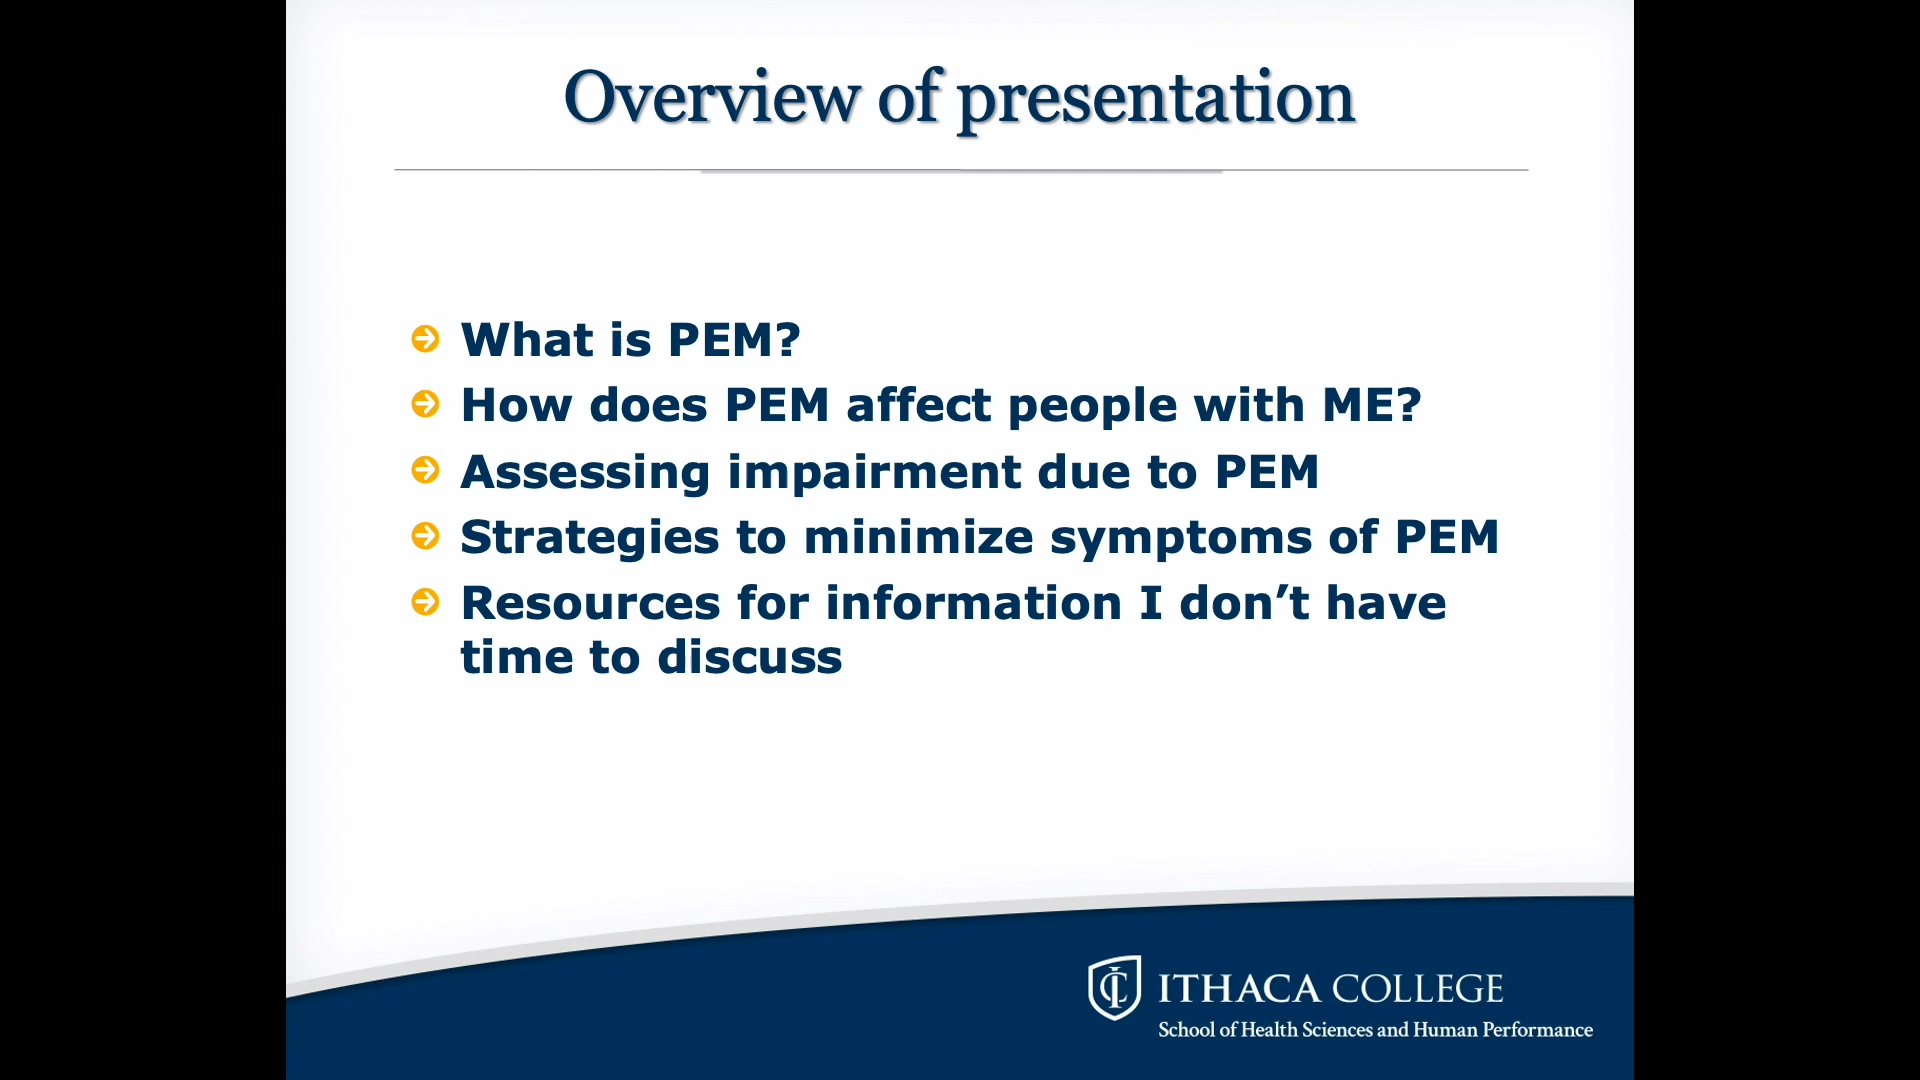 Overview of presentation
What is PEM?
How does PEM affect people with ME?
Assessing impairment due to PEM
Strategies to minimize symptoms of PEM
Resources for information I don’t have
time to discuss
ITHACA COLLEGE
School of Health Sciences and Human Performance